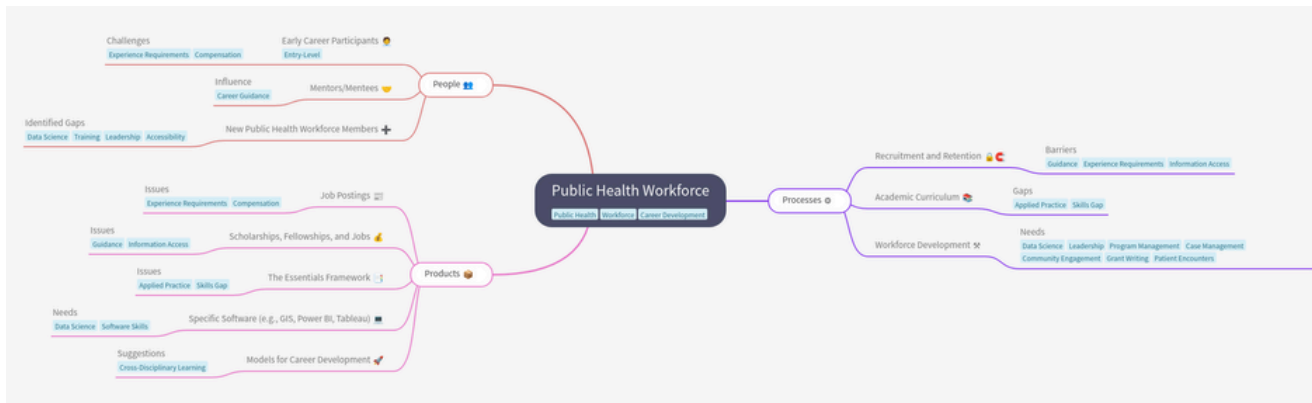 Public Health Workforce
Public Health Workforce Career Development
People
Early Career Participants
Entry-Level
Challenges
Experience Requirements Compensation
Mentors/Mentees
Influence
Career Guidance
New Public Health Workforce Members
Identified Gaps
Data Science Training Leadership Accessibility
Products
Job Postings
Issues
Experience Requirements Compensation
Scholarships, Fellowships, and Jobs
Issues
Guidance Information Access
The Essentials Framework
Issues
Applied Practice Skills Gap
Specific Software (e.g., GIS, Power BI, Tableau)
Needs
Data Science Software Skills
Models for Career Development
Suggestions
Cross-Disciplinary Learning
Processes
Recruitment and Retention
Barriers
Guidance Experience Requirements Information Access
Academic Curriculum
Gaps
Applied Practice Skills Gap
Workforce Development
Needs
Data Science Leadership Program Management Case Management
Community Engagement Grant Writing Patient Encounters